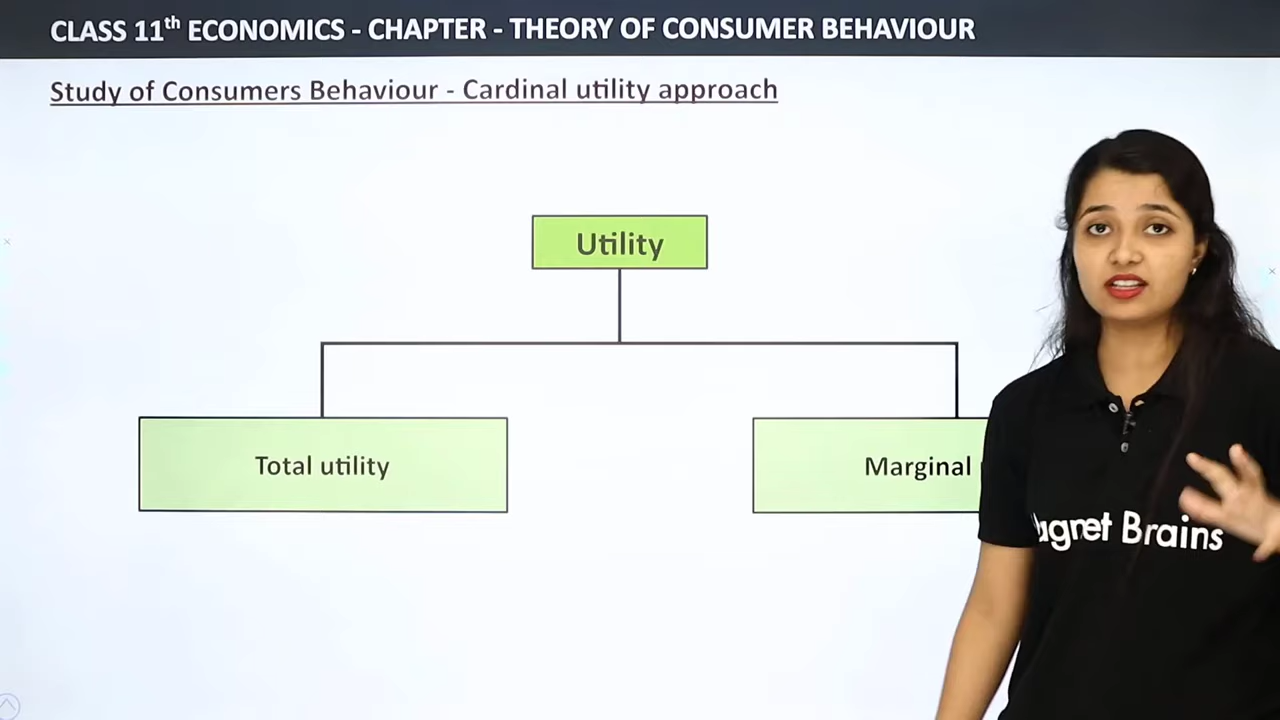 CLASS 11th ECONOMICS - CHAPTER - THEORY OF CONSUMER BEHAVIOUR
Study of Consumers Behaviour - Cardinal utility approach
Utility
Total utility
Marginal
agnet Brains